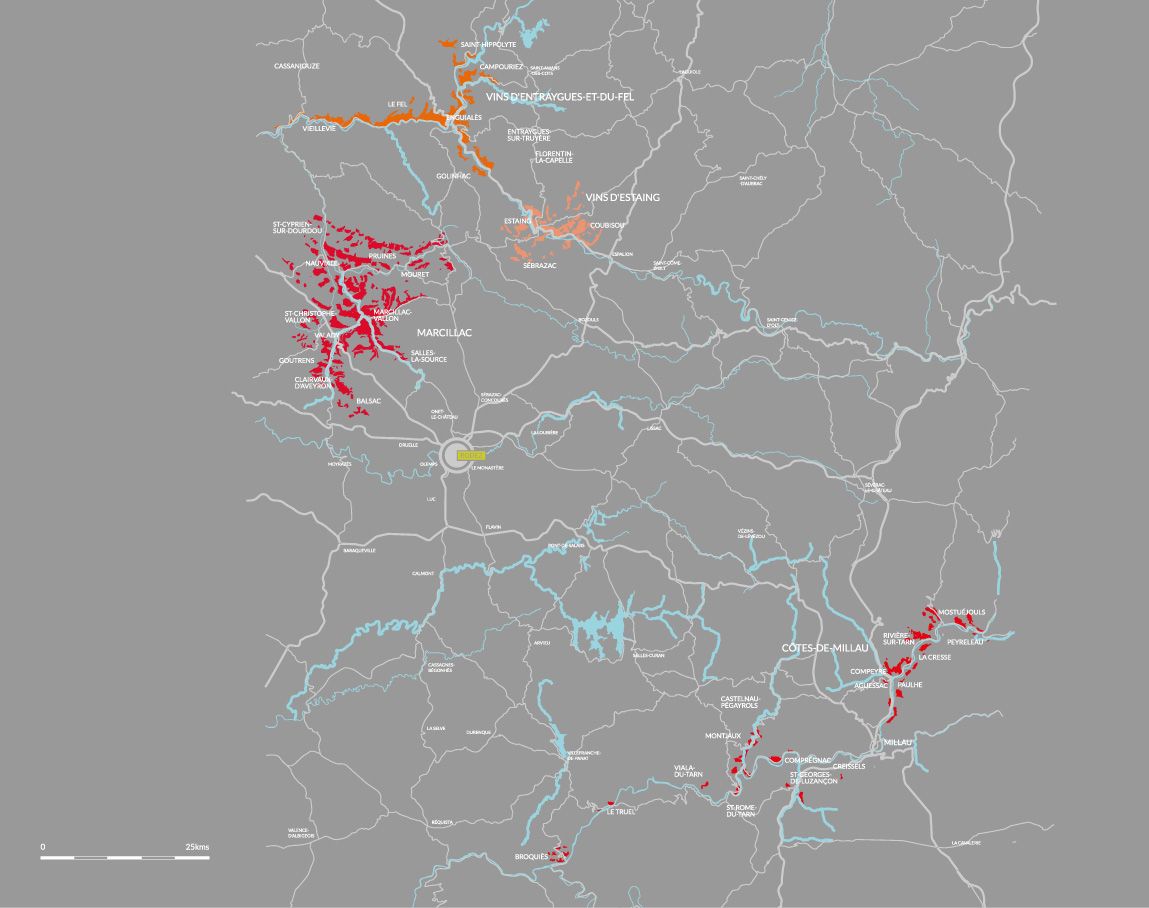 SAINT-HIPPOLYTE
CASSANIOUZE
CAMPOURIEZ
SAINT-AMANS
-DES-COTS
VINS D'ENTRAYGUES-ET-DU-FEL
LE FEL
ENGUIALÈS
VIEILLEVIE
ENTRAYGUES-
SUR-TRUYÈRE
FLORENTIN-
LA-CAPELLE
GOLINHAC
SAINT-CHÉLY
-D'AUBRAC
VINS D'ESTAING
ESTAING
COUBISOU
ST-CYPRIEN-
SUR-DOURDOU
PRUINES
NAUVIALE
MOURET
SÉBRAZAC
ESPALION
SAINT-CÔME-
D'OLT
ST-CHRISTOPHE-
VALLON
MARCILLAC-
VALLON
BOZOULS
SAINT-GENIEZ
-D'OLT
VALADY
MARCILLAC
SALLES-
LA-SOURCE
GOUTRENS
CLAIRVAUX-
D'AVEYRON
BALSAC
SÉBAZAC-
CONCOURÈS
ONET-
LE-CHÂTEAU
LA LOUBIÈRE
LAISSAC
DRUELLE
RODEZ
MOYRAZÈS
OLEMPS
LE MONASTÈRE
SÉVÉRAC-
LE-CHÂTEAU
LUC
FLAVIN
VÉZINS
-DE-LÉVÉZOU
BARAQUEVILLE
PONT-DE-SALARS
CALMONT
MOSTUÉJOULS
RIVIÈRE-
SUR-TARN
PEYRELEAU
ARVIEU
SALLES-CURAN
CÔTES-DE-MILLAU
LA CRESSE
CASSAGNES-
BÉGONHÈS
COMPEYRE
AGUESSAC
PAULHE
CASTELNAU-
PÉGAYROLS
LA SELVE
DURENQUE
MONTJAUX
MILLAU
VILLEFRANCHE-
DE-PANAT
COMPRÉGNAC
CREISSELS
VIALA-
DU-TARN
ST-GEORGES-
DE-LUZANÇON
LE TRUEL
ST-ROME-
DU-TARN
RÉQUISTA
VALENCE-
D'ALBIGEOIS
LA CAVALERIE
0 25kms
BROQUIÈS